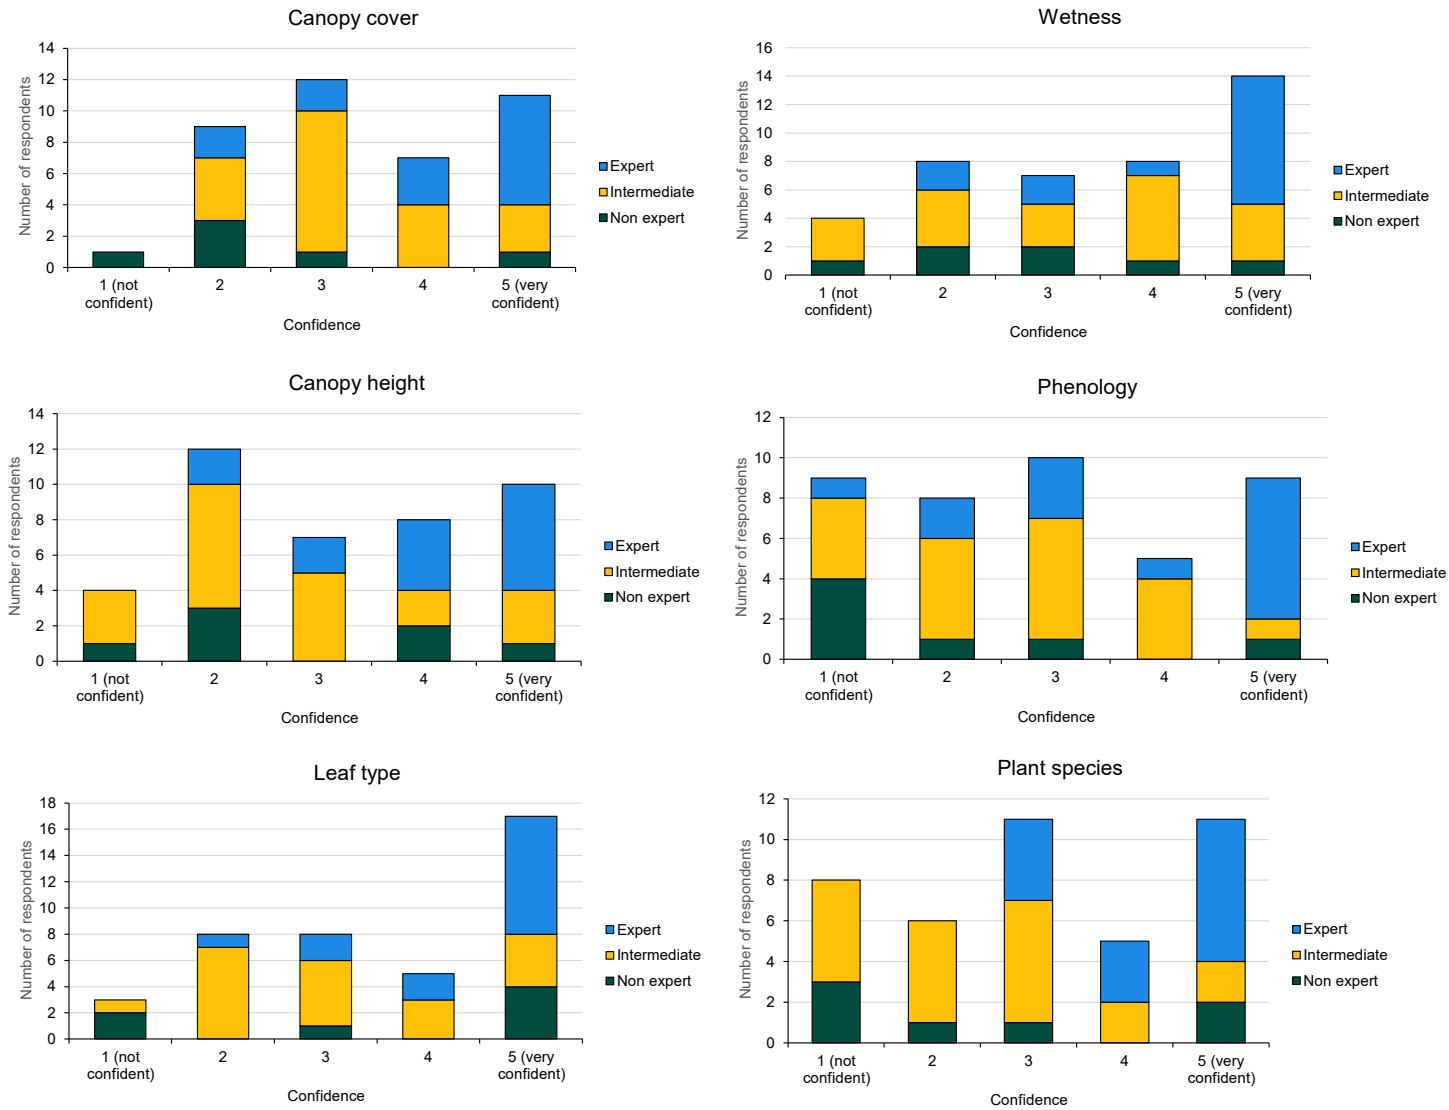 Canopy cover
14
12
10
8
6
4
2
0
Number of respondents
1 (not
confident)
2
3
4
5 (very
confident)
Confidence
Expert
Intermediate
Non expert
Wetness
16
14
12
10
8
6
4
2
0
Number of respondents
1 (not
confident)
2
3
4
5 (very
confident)
Confidence
Expert
Intermediate
Non expert
Canopy height
14
12
10
8
6
4
2
0
Number of respondents
1 (not
confident)
2
3
4
5 (very
confident)
Confidence
Expert
Intermediate
Non expert
Phenology
12
10
8
6
4
2
0
Number of respondents
1 (not
confident)
2
3
4
5 (very
confident)
Confidence
Expert
Intermediate
Non expert
Leaf type
18
16
14
12
10
8
6
4
2
0
Number of respondents
1 (not
confident)
2
3
4
5 (very
confident)
Confidence
Expert
Intermediate
Non expert
Plant species
12
10
8
6
4
2
0
Number of respondents
1 (not
confident)
2
3
4
5 (very
confident)
Confidence
Expert
Intermediate
Non expert